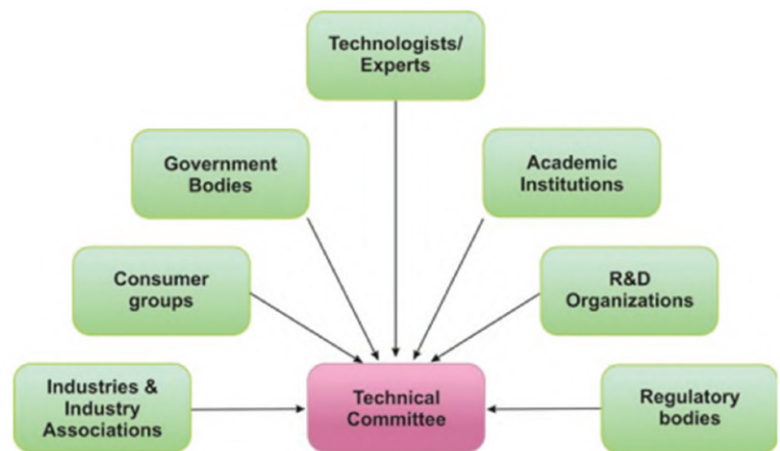 Technologists/
Experts
Government
Bodies
Academic
Institutions
Consumer
groups
R&D
Organizations
Industries &
Industry
Associations
Technical
Committee
Regulatory
bodies